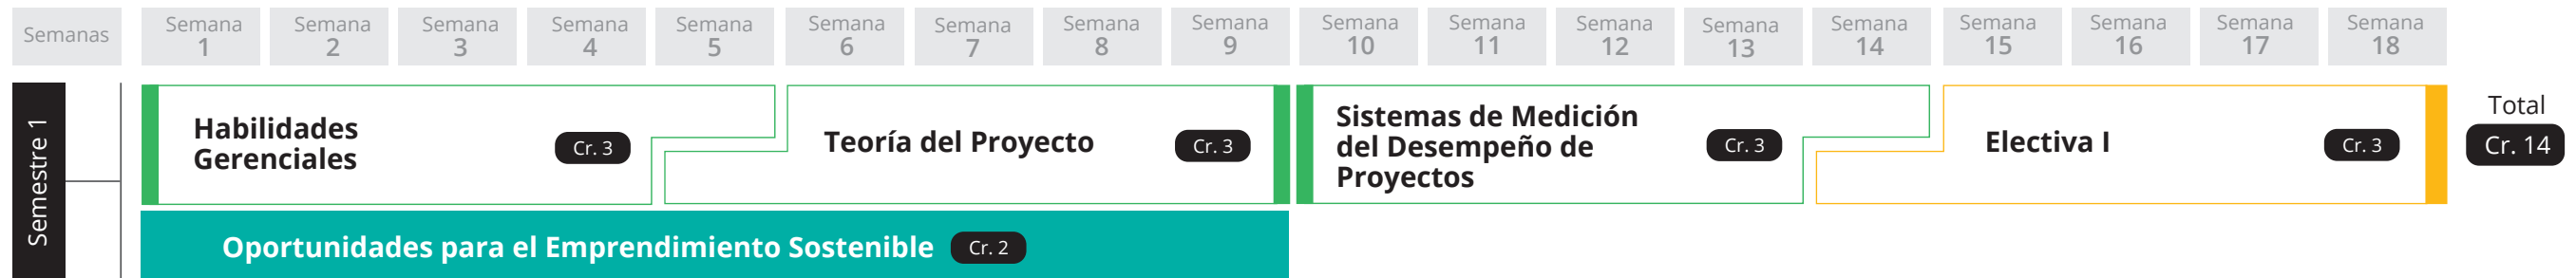 Semanas
Semana
1
Semana
2
Semana
3
Semana
4
Semana
5
Semana
6
Semana
7
Semana
8
Semana
9
Semana
10
Semana
11
Semana
12
Semana
13
Semana
14
Semana
15
Semana
16
Semana
17
Semana
18
Semestre 1
Habilidades
Gerenciales
Cr. 3
Teoría del Proyecto
Cr. 3
Sistemas de Medición
del Desempeño de
Proyectos
Cr. 3
Electiva I
Cr. 3
Total
Cr. 14
Oportunidades para el Emprendimiento Sostenible
Cr. 2